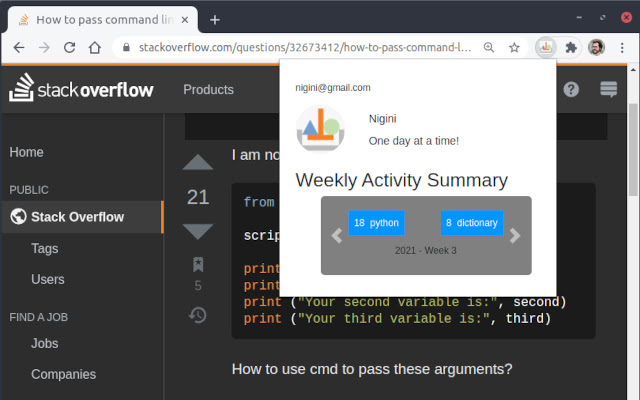 How to pass command lin
stackoverflow.com/questions/32673412/how-to-pass-command-l...
stackoverflow
Products
nigini@gmail.com
Nigini
One day at a time!
Weekly Activity Summary
18 python
8 dictionary
2021 - Week 3
Home
PUBLIC
Stack Overflow
Tags
Users
FIND A JOB
Jobs
Companies
21
5
I am no
from
scrip
print
print
print ("Your second variable is:", second)
print ("Your third variable is:", third)
How to use cmd to pass these arguments?